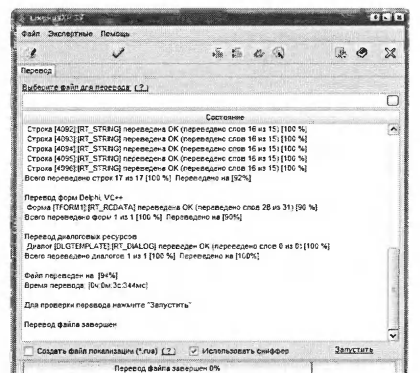 Файл Экспертные Помощь
Перевод
Выберите файл для перевода: ( ? )
Состояние
Строка [4092]:[RT_STRING] переведена OK (переведено слов 16 из 15) [100 %]
Строка [4093]:[RT_STRING] переведена OK (переведено слов 16 из 15) [100 %]
Строка [4094]:[RT_STRING] переведена OK (переведено слов 16 из 15) [100 %]
Строка [4095]:[RT_STRING] переведена OK (переведено слов 16 из 15) [100 %]
Строка [4096]:[RT_STRING] переведена OK (переведено слов 16 из 15) [100 %]
Всего переведено строк 17 из 17 [100 %] Переведено на [92%]
Перевод форм Delphi, VC++
Форма [TFORM1]:[RT_RCDATA] переведена OK (переведено слов 28 из 31) [90 %]
Всего переведено форм 1 из 1 [100 %] Переведено на [90%]
Перевод диалоговых ресурсов
Диалог [DLGTEMPLATE]:[RT_DIALOG] переведен OK (переведено слов 0 из 0) [100 %]
Всего переведено диалогов 1 из 1 [100 %] Переведено на [100%]
Файл переведен на [94%]
Время перевода: [0ч:0м:3с:344мс]
Для проверки перевода нажмите "Запустить"
Перевод файла завершен
Создать файл локализации (*.rua) ( ? ) Использовать сниффер Запустить
Перевод файла завершен 0%